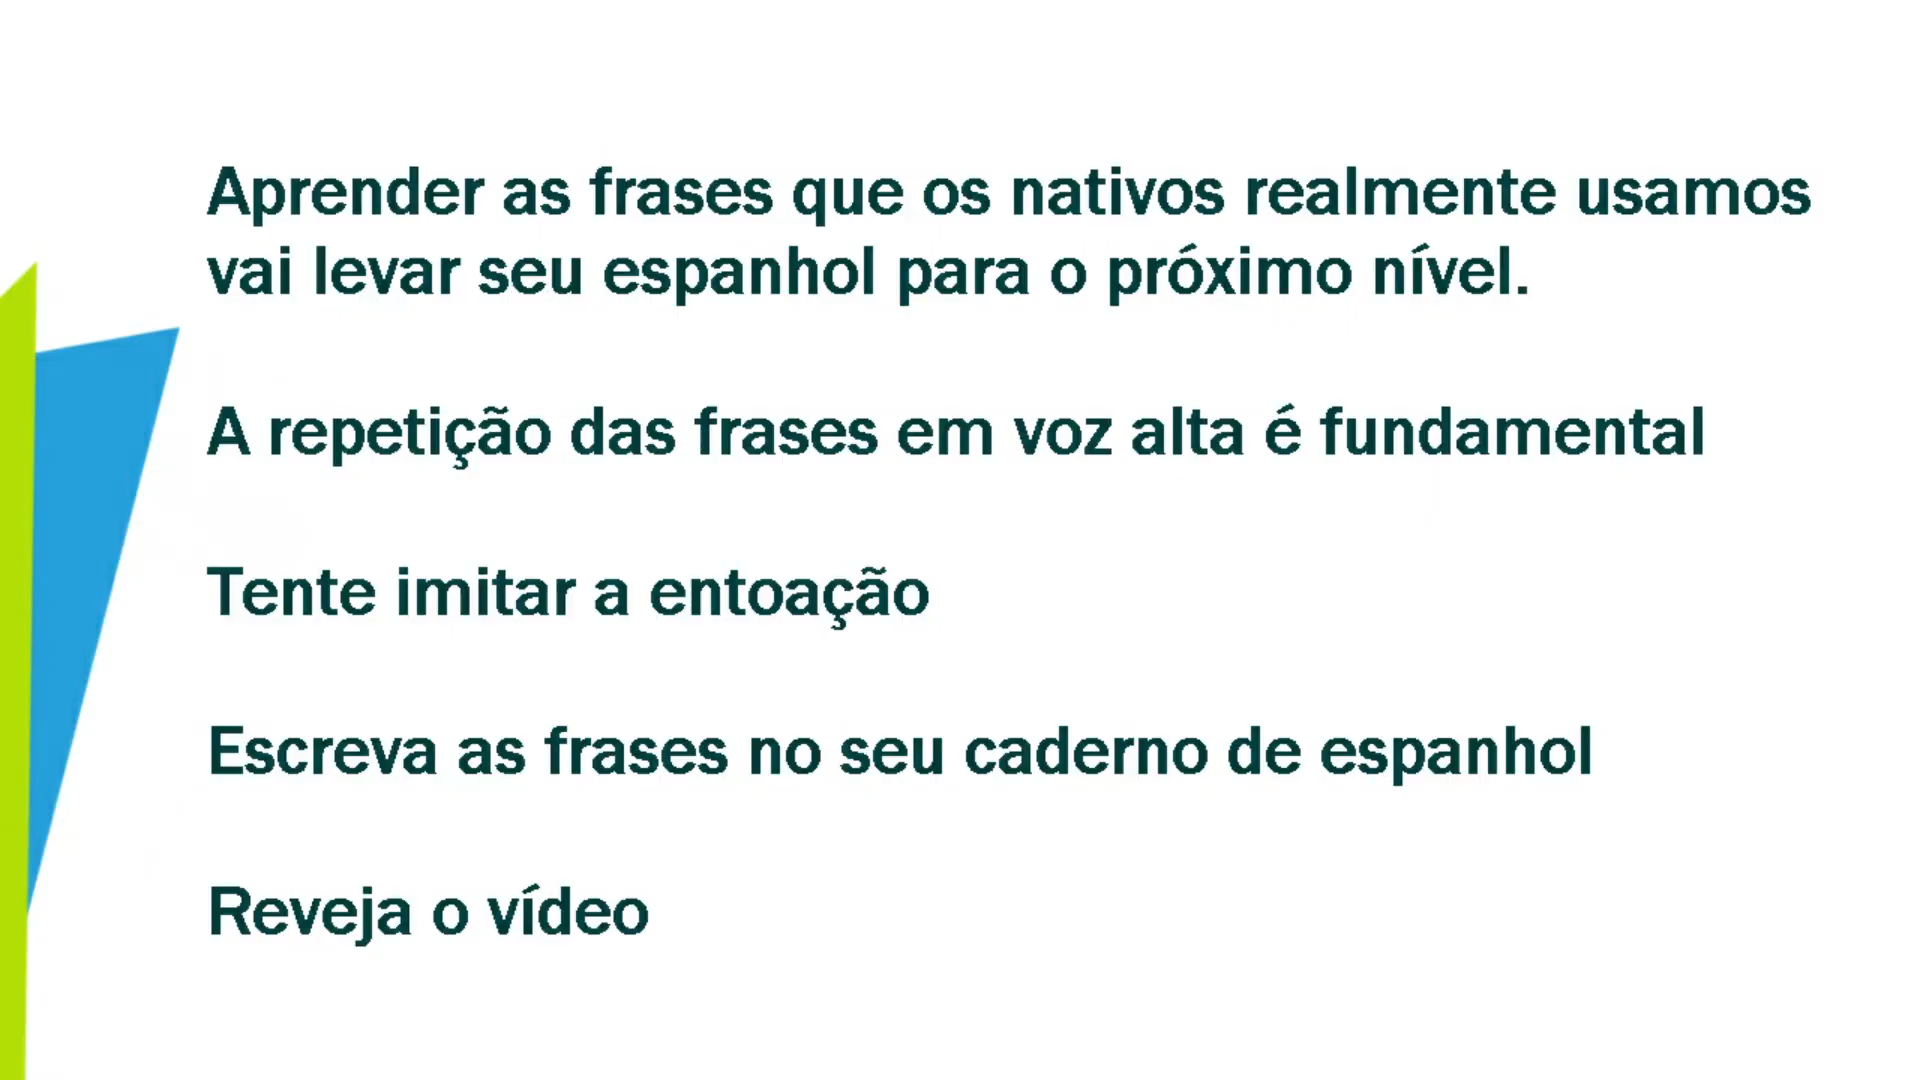 Aprender as frases que os nativos realmente usamos
vai levar seu espanhol para o próximo nível.
A repetição das frases em voz alta é fundamental
Tente imitar a entoação
Escreva as frases no seu caderno de espanhol
Reveja o vídeo